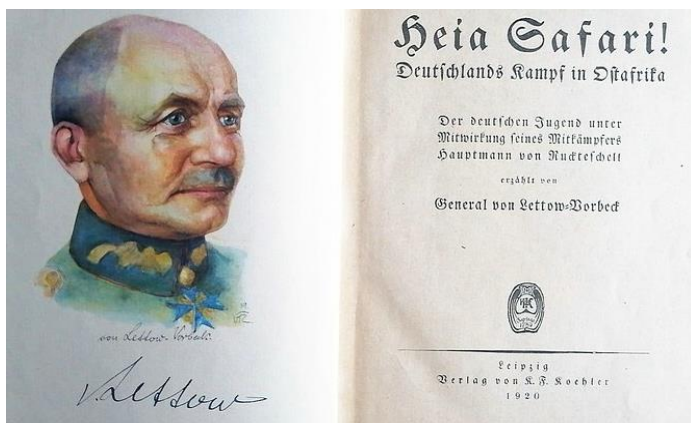 von Lettow-Vorbeck.
vLettow
Heia Safari!
Deutschlands Kampf in Ostafrika
Der deutschen Jugend unter
Mitwirkung seines Mitkämpfers
Hauptmann von Ruckteschell
erzählt von
General von Lettow-Vorbeck
Leipzig
Verlag von K. F. Koehler
1920